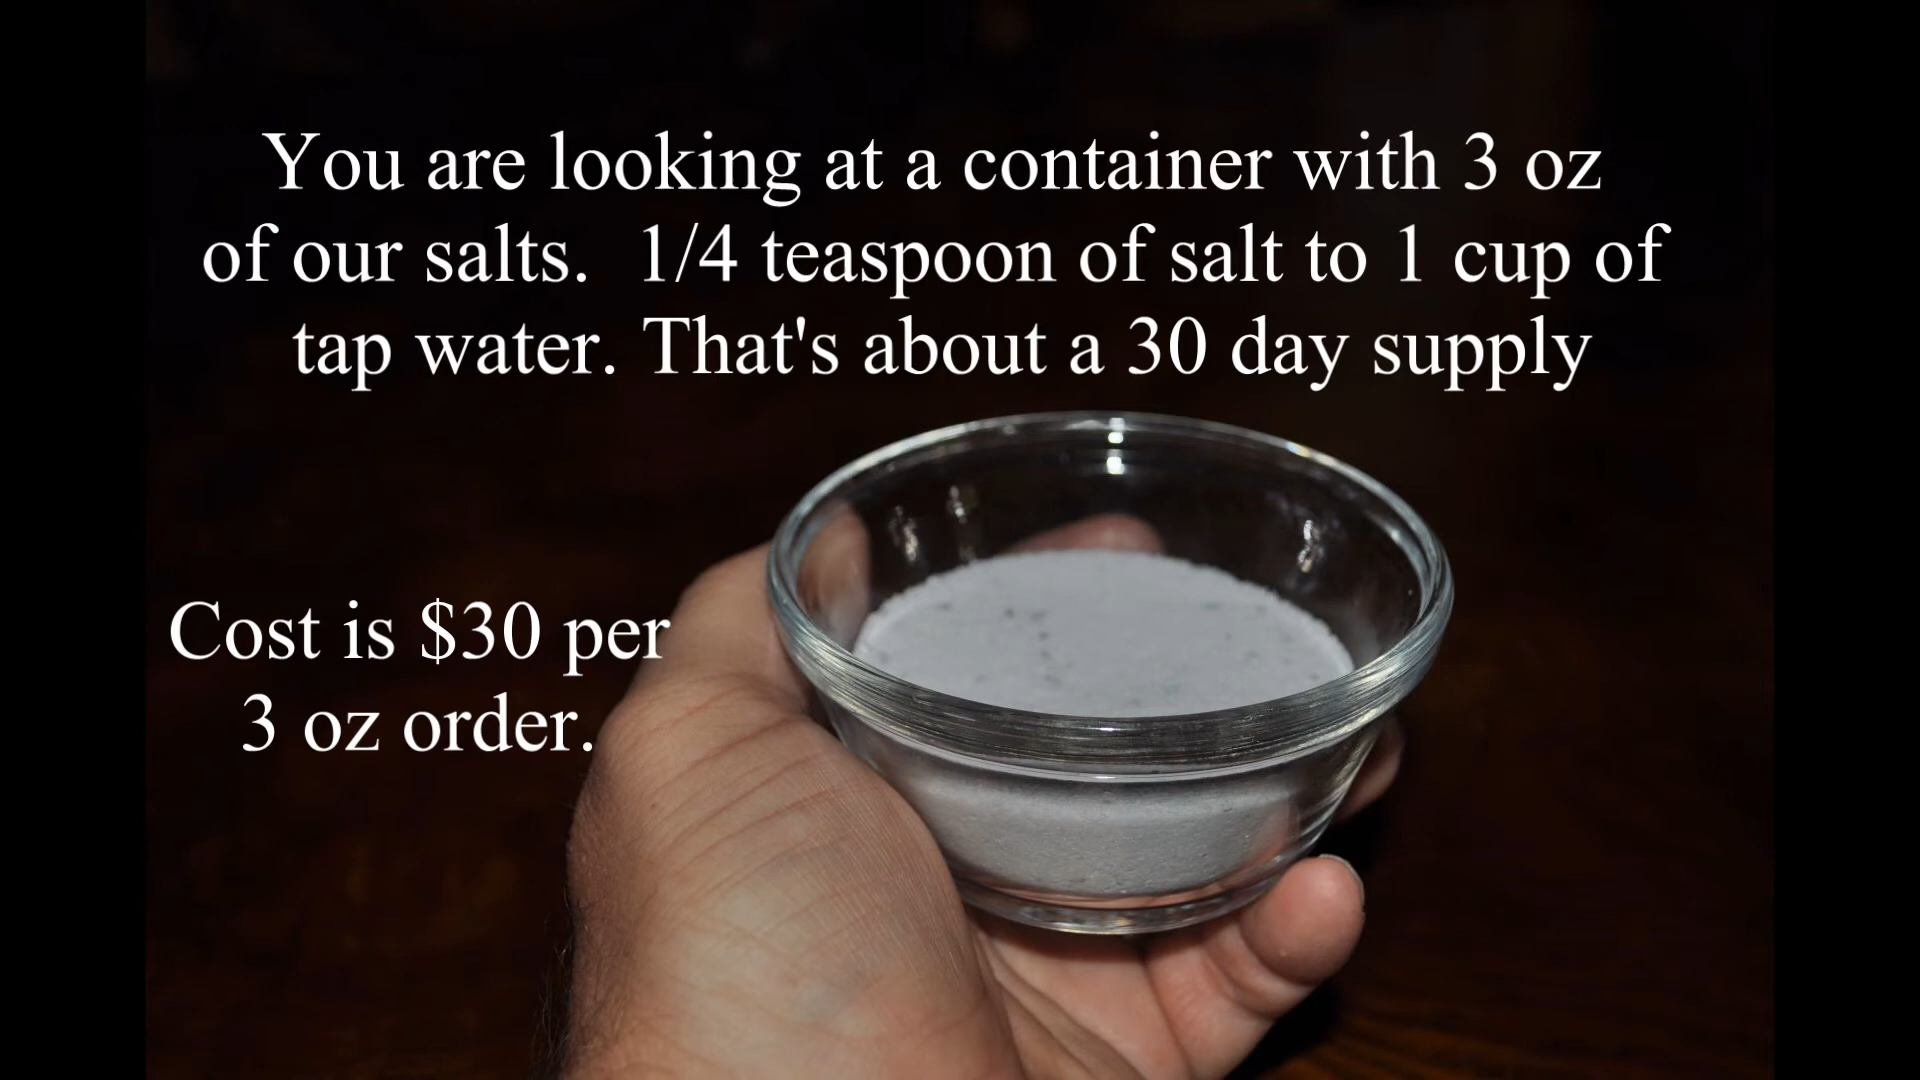 You are looking at a container with 3 oz
of our salts.  1/4 teaspoon of salt to 1 cup of
tap water. That's about a 30 day supply
Cost is $30 per
3 oz order.